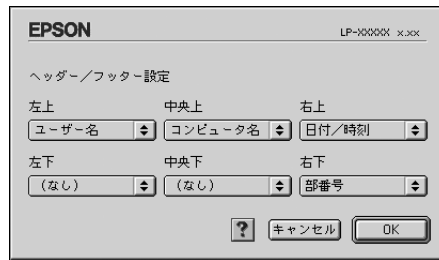 EPSON LP-XXXXX x.xx
ヘッダー/フッター設定
左上 中央上 右上
ユーザー名 コンピュータ名 日付/時刻
左下 中央下 右下
(なし) (なし) 部番号
? キャンセル OK